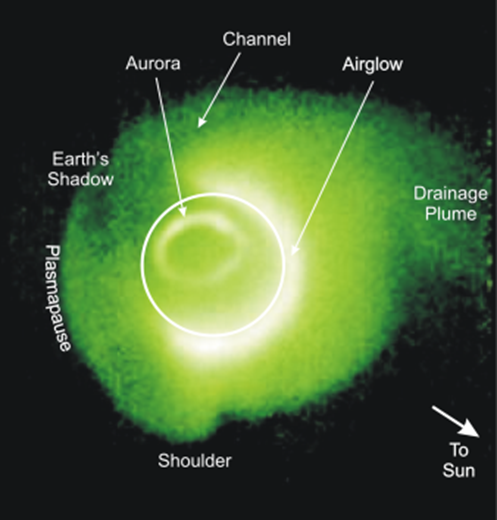 Channel
Aurora
Airglow
Earth's
Shadow
Drainage
Plume
Plasmapause
To
Sun
Shoulder